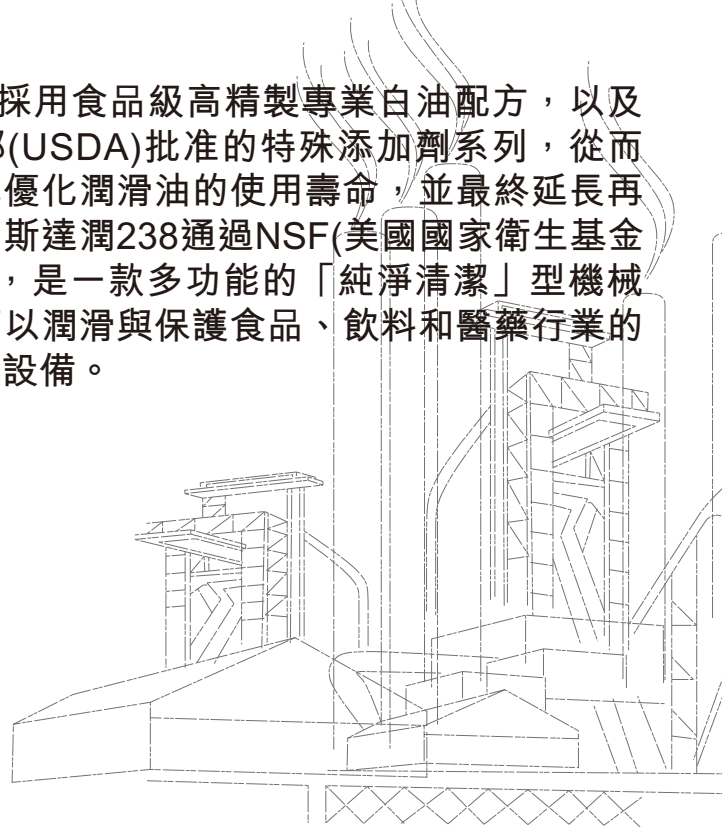 採用食品級高精製專業白油配方，以及
部(USDA)批准的特殊添加劑系列，從而
優化潤滑油的使用壽命，並最終延長再
斯達潤238通過NSF(美國國家衛生基金
，是一款多功能的「純淨清潔」型機械
以潤滑與保護食品、飲料和醫藥行業的
設備。